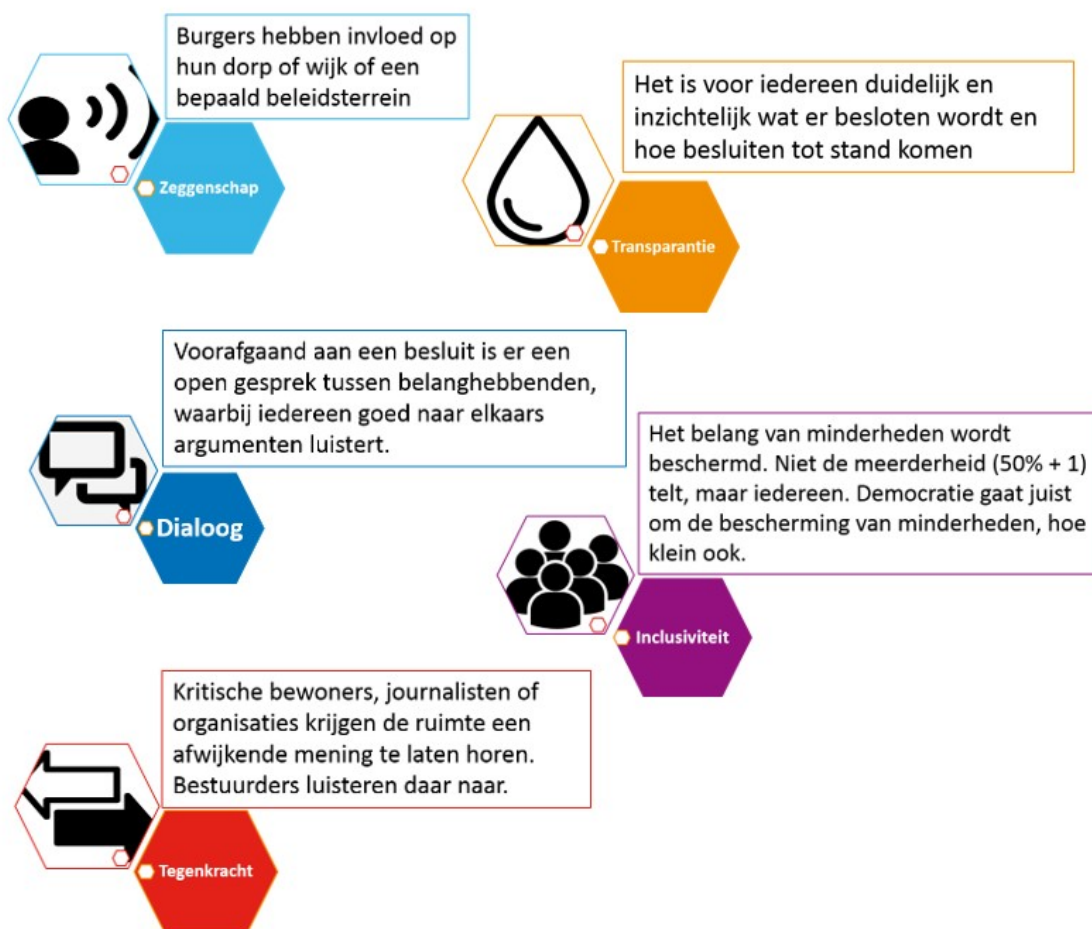 Burgers hebben invloed op
hun dorp of wijk of een
bepaald beleidsterrein
Zeggenschap
Het is voor iedereen duidelijk en
inzichtelijk wat er besloten wordt en
hoe besluiten tot stand komen
Transparantie
Voorafgaand aan een besluit is er een
open gesprek tussen belanghebbenden,
waarbij iedereen goed naar elkaars
argumenten luistert.
Dialoog
Het belang van minderheden wordt
beschermd. Niet de meerderheid (50% + 1)
telt, maar iedereen. Democratie gaat juist
om de bescherming van minderheden, hoe
klein ook.
Inclusiviteit
Kritische bewoners, journalisten of
organisaties krijgen de ruimte een
afwijkende mening te laten horen.
Bestuurders luisteren daar naar.
Tegenkracht